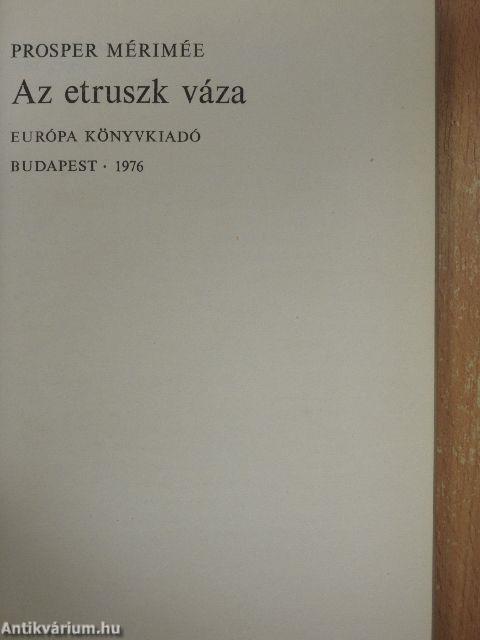 PROSPER MÉRIMÉE
Az etruszk váza
EURÓPA KÖNYVKIADÓ
BUDAPEST · 1976
Antikvárium.hu